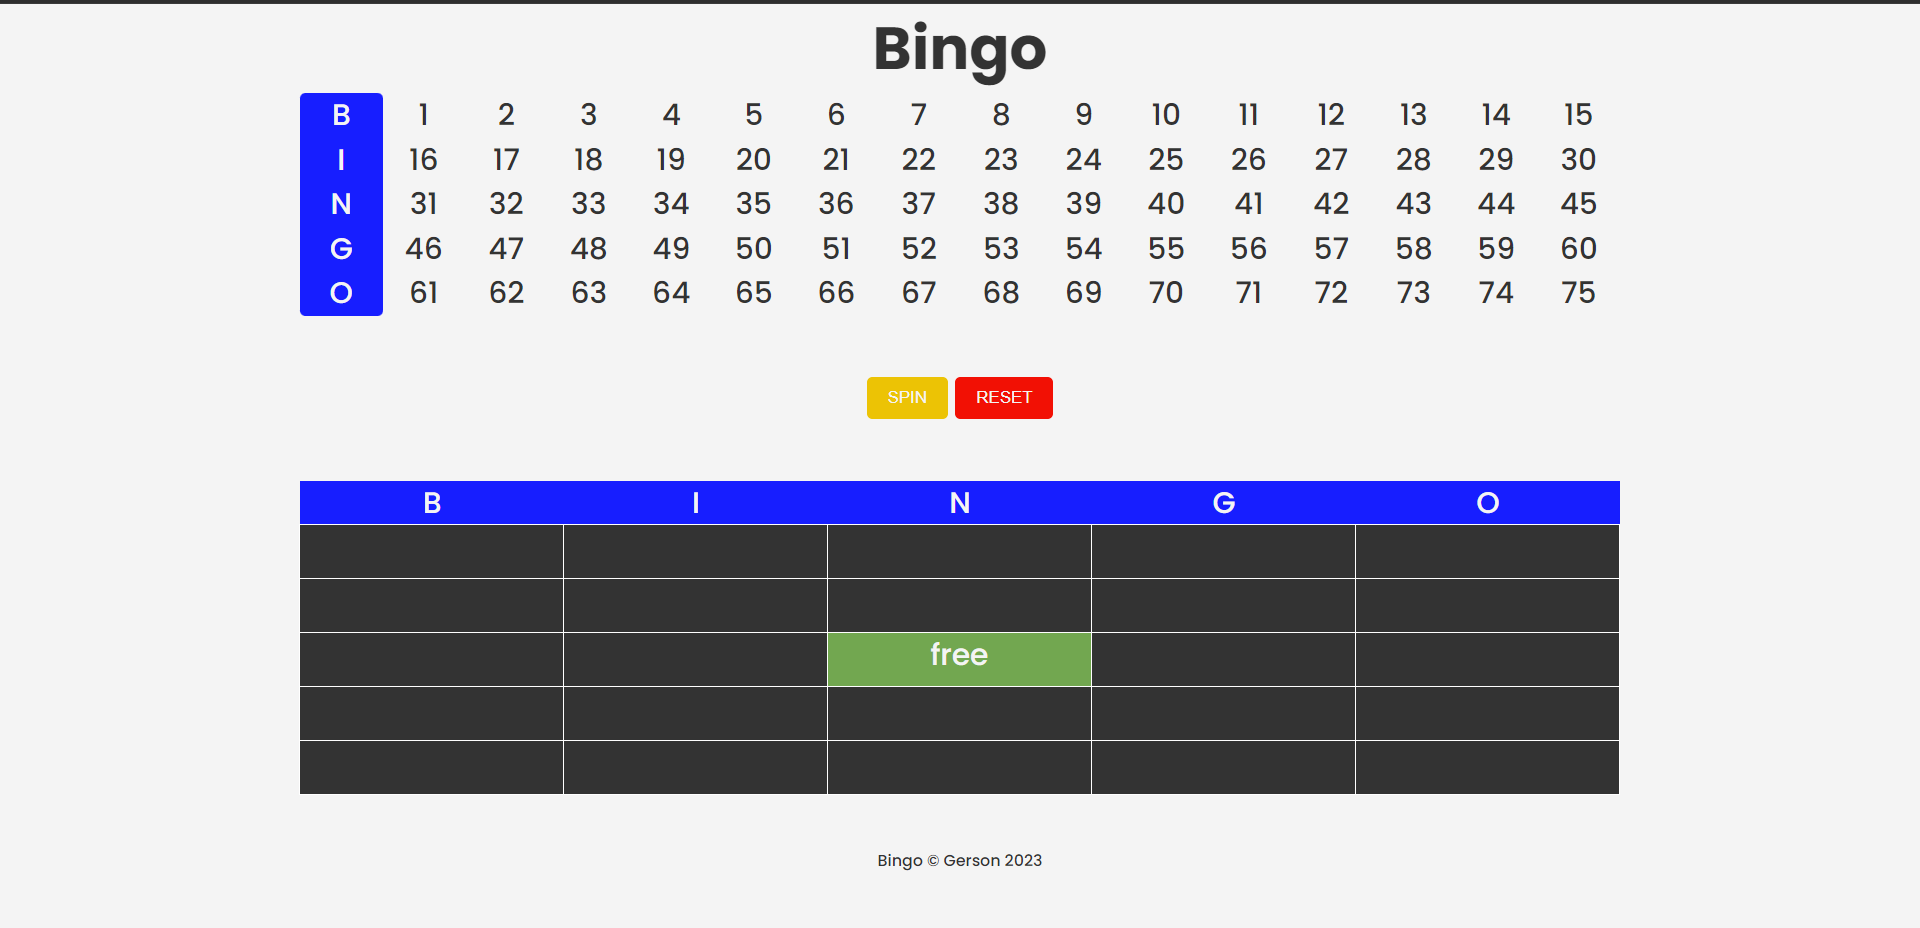 Bingo
B 1 2 3 4 5 6 7 8 9 10 11 12 13 14 15
I 16 17 18 19 20 21 22 23 24 25 26 27 28 29 30
N 31 32 33 34 35 36 37 38 39 40 41 42 43 44 45
G 46 47 48 49 50 51 52 53 54 55 56 57 58 59 60
O 61 62 63 64 65 66 67 68 69 70 71 72 73 74 75
SPIN RESET
B I N G O
free
Bingo © Gerson 2023